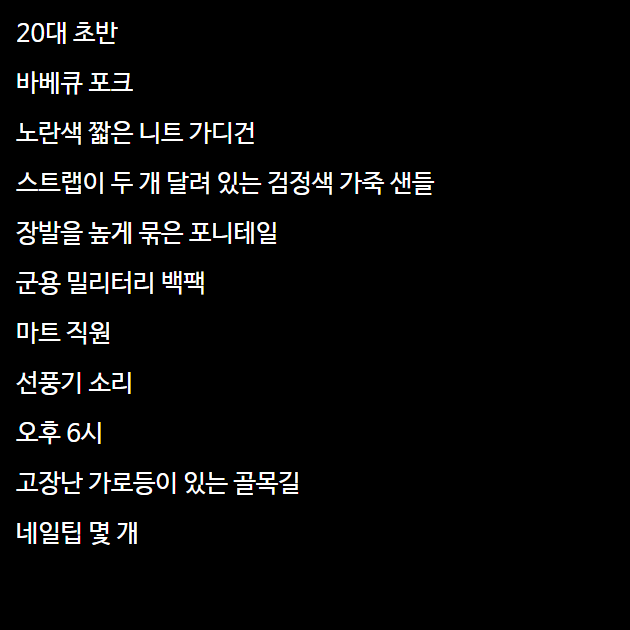 20대 초반
바베큐 포크
노란색 짧은 니트 가디건
스트랩이 두 개 달려 있는 검정색 가죽 샌들
장발을 높게 묶은 포니테일
군용 밀리터리 백팩
마트 직원
선풍기 소리
오후 6시
고장난 가로등이 있는 골목길
네일팁 몇 개